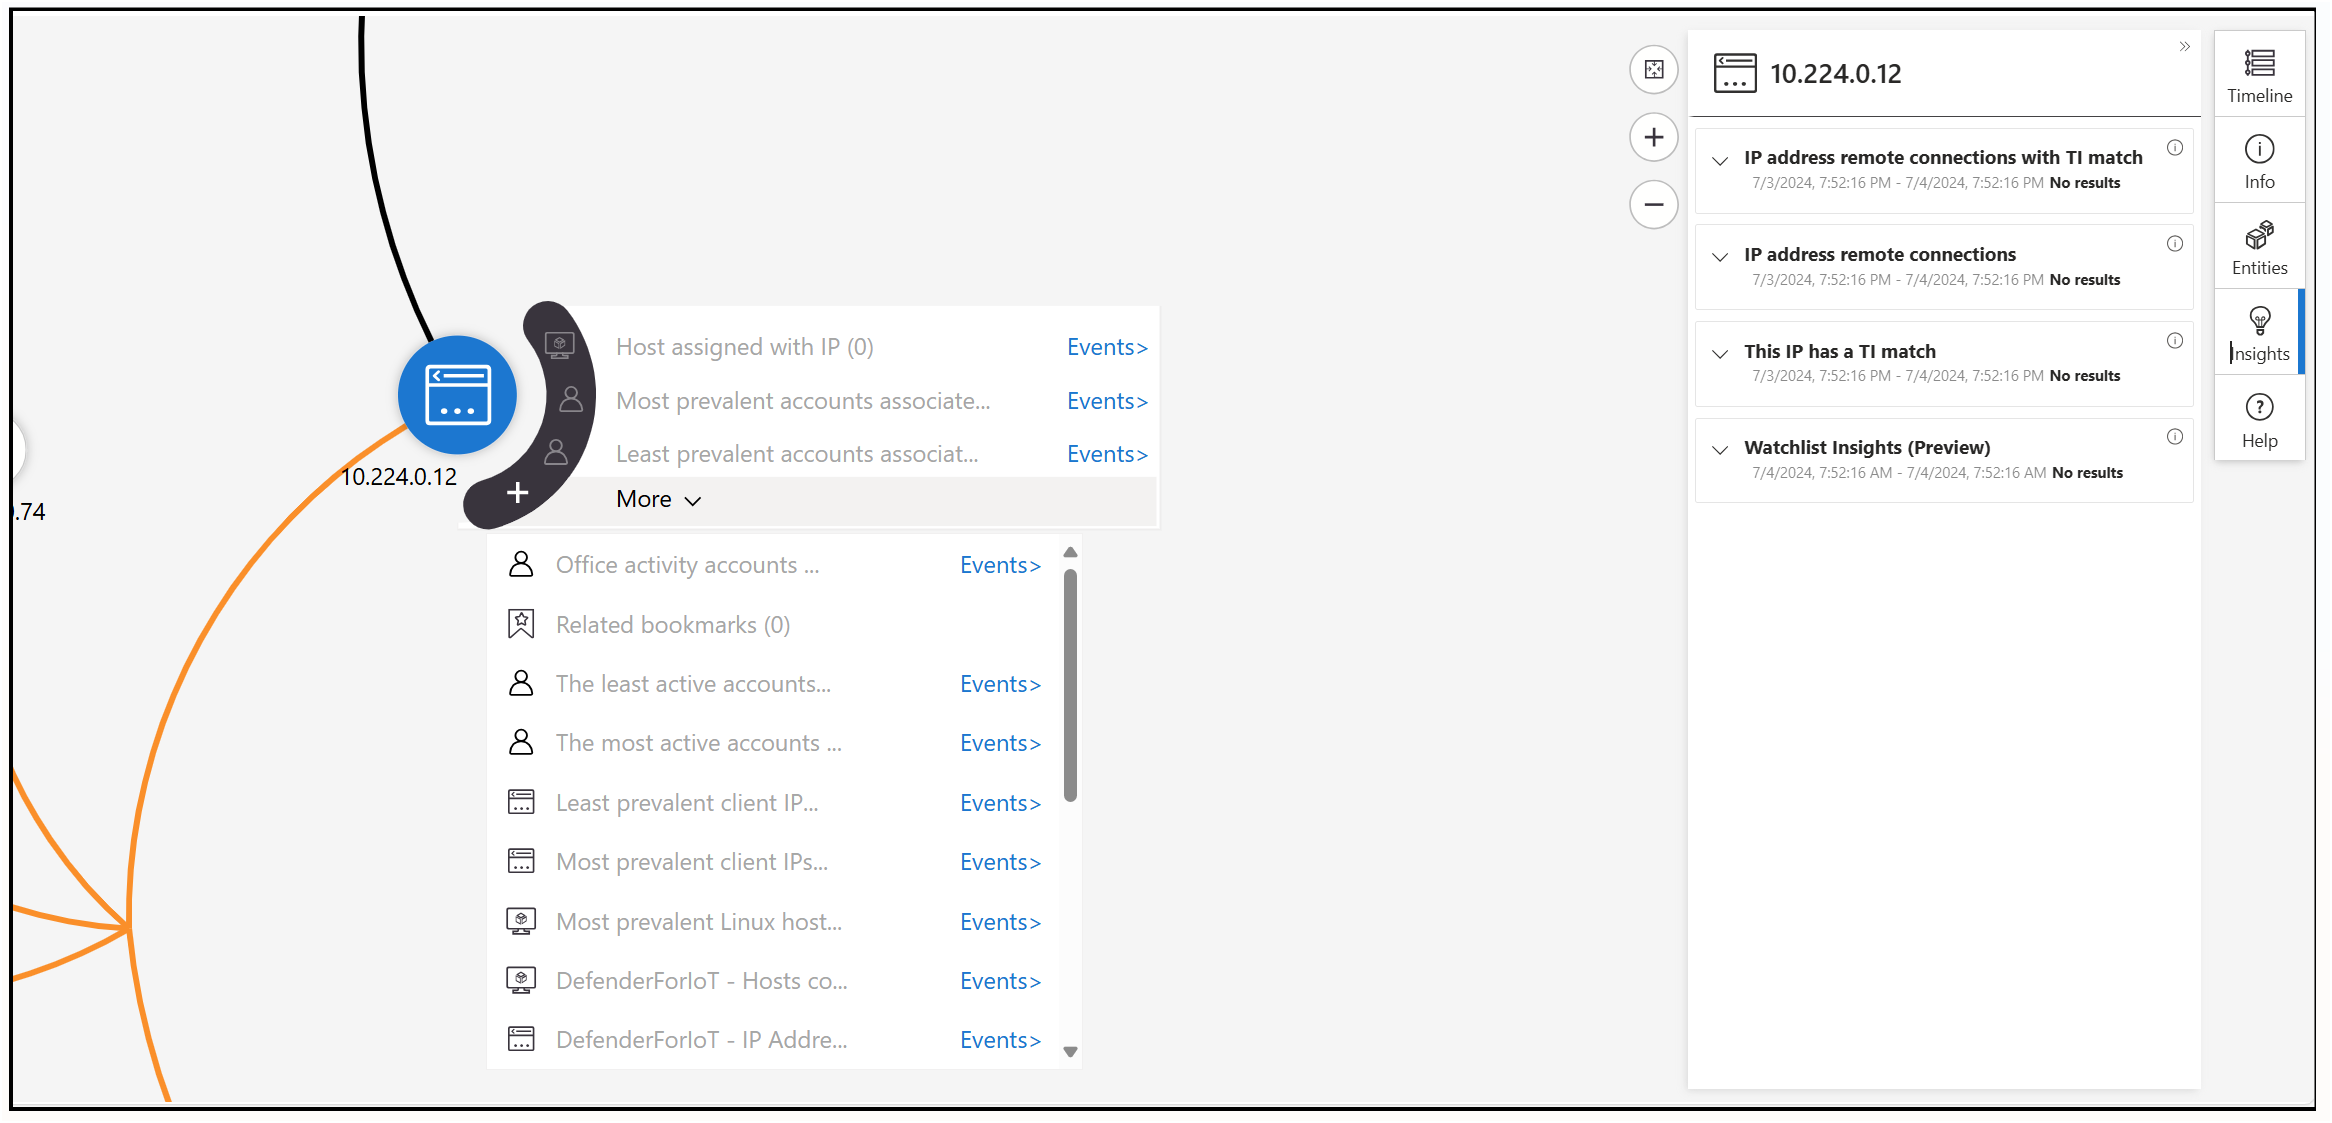 10.224.0.12
.74
Host assigned with IP (0) Events>
Most prevalent accounts associate... Events>
Least prevalent accounts associat... Events>
More
Office activity accounts ... Events>
Related bookmarks (0)
The least active accounts... Events>
The most active accounts ... Events>
Least prevalent client IP... Events>
Most prevalent client IPs... Events>
Most prevalent Linux host... Events>
DefenderForIoT - Hosts co... Events>
DefenderForIoT - IP Addre... Events>
10.224.0.12
IP address remote connections with TI match
7/3/2024, 7:52:16 PM - 7/4/2024, 7:52:16 PM No results
IP address remote connections
7/3/2024, 7:52:16 PM - 7/4/2024, 7:52:16 PM No results
This IP has a TI match
7/3/2024, 7:52:16 PM - 7/4/2024, 7:52:16 PM No results
Watchlist Insights (Preview)
7/4/2024, 7:52:16 AM - 7/4/2024, 7:52:16 AM No results
Timeline
Info
Entities
Insights
Help